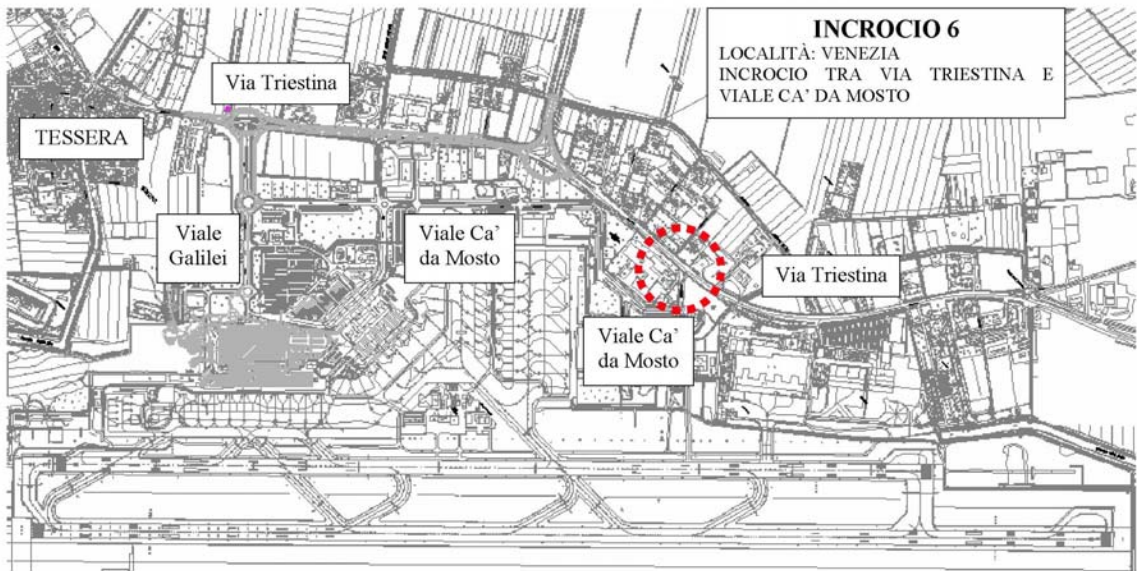 INCROCIO 6
LOCALITÀ: VENEZIA
INCROCIO TRA VIA TRIESTINA E
VIALE CA' DA MOSTO
Via Triestina
TESSERA
Viale
Galilei
Viale Ca'
da Mosto
Via Triestina
Viale Ca'
da Mosto